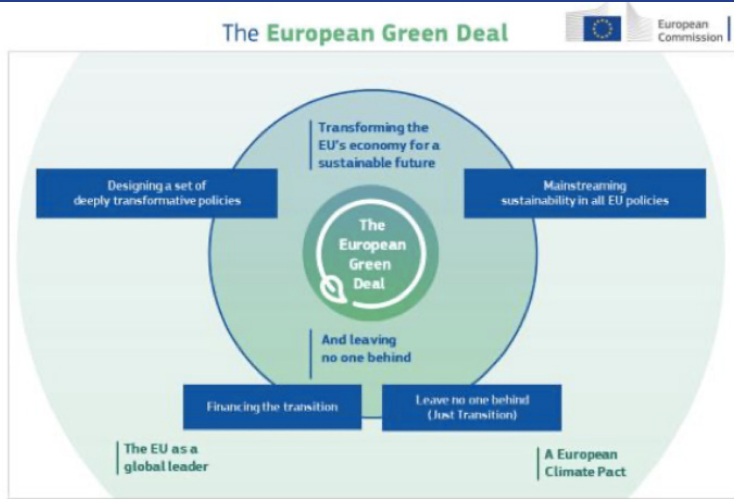 The European Green Deal
European
Commission
Transforming the
EU's economy for a
sustainable future
Designing a set of
deeply transformative policies
Mainstreaming
sustainability in all EU policies
The
European
Green
Deal
And leaving
no one behind
Financing the transition
Leave no one behind
(Just Transition)
The EU as a
global leader
A European
Climate Pact